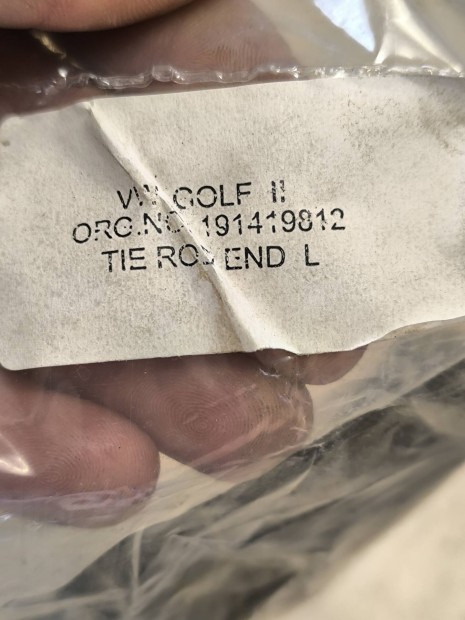 VW GOLF II
ORG.NO. 191419812
TIE ROD END L